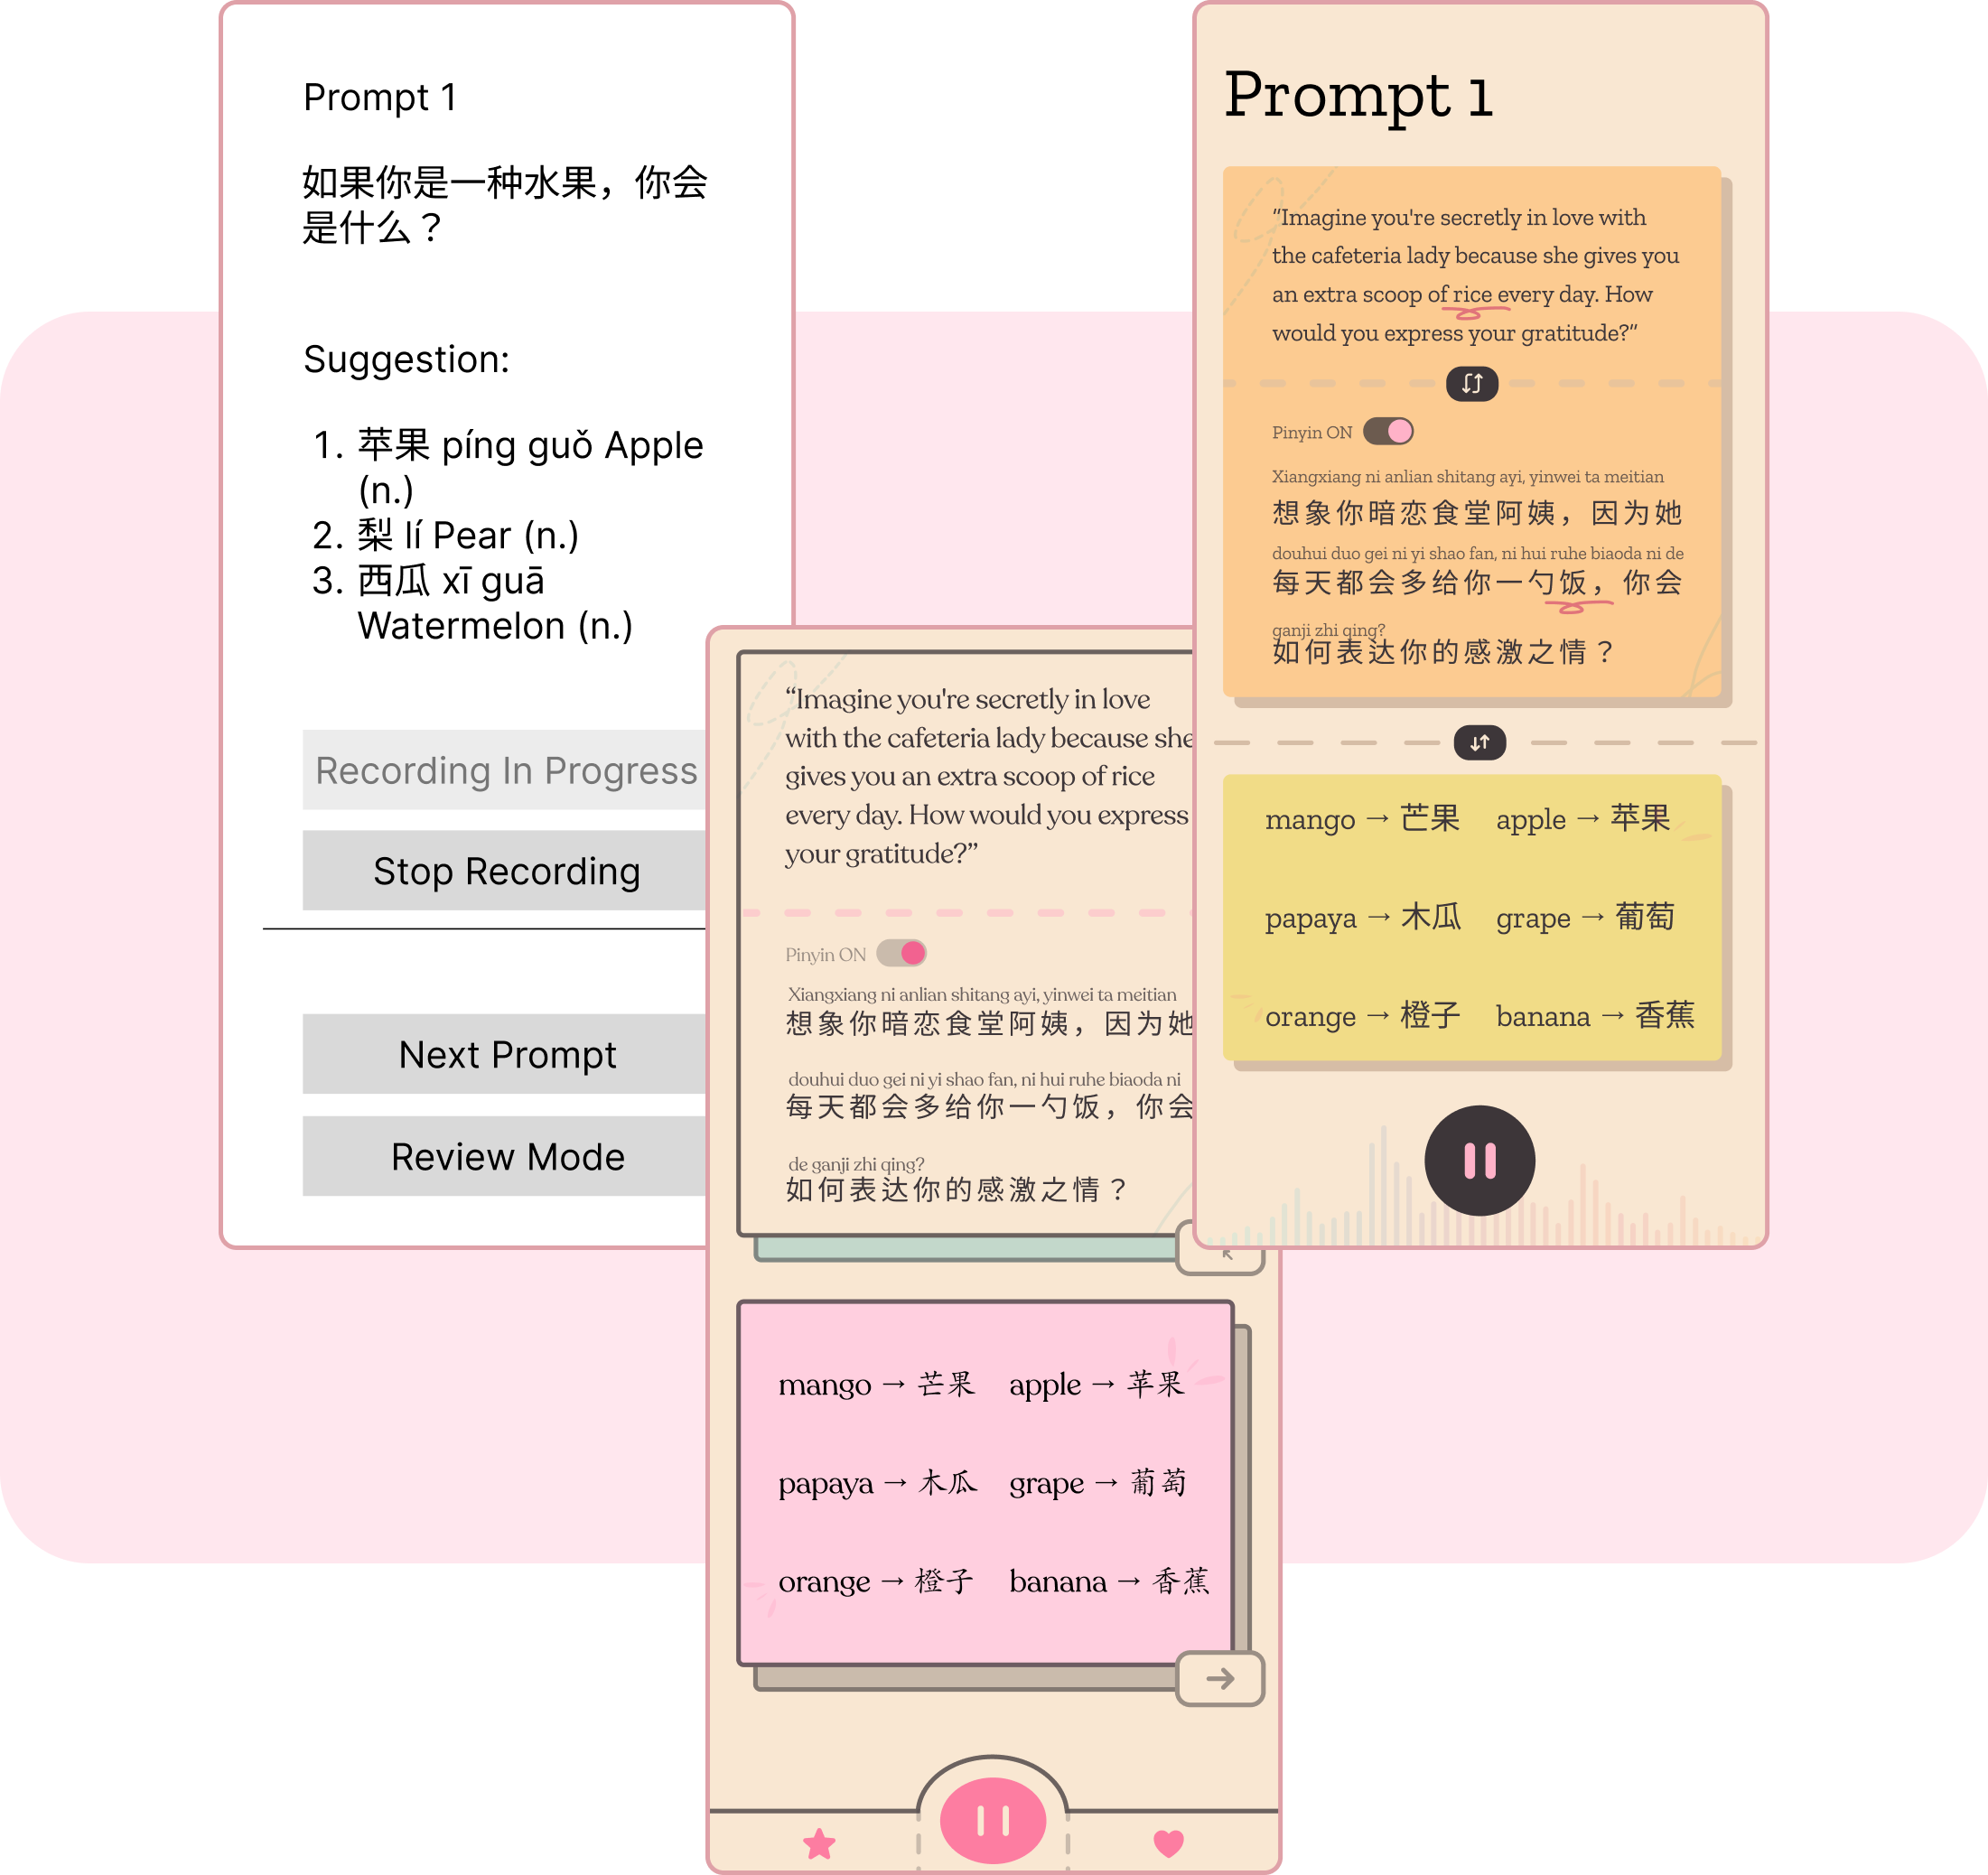 Prompt 1
如果你是一种水果，你会
是什么？
Suggestion:
1. 苹果 píng guǒ Apple
(n.)
2. 梨 lí Pear (n.)
3. 西瓜 xī guā
Watermelon (n.)
Recording In Progress
Stop Recording
Next Prompt
Review Mode
“Imagine you're secretly in love
with the cafeteria lady because she
gives you an extra scoop of rice
every day. How would you express
your gratitude?”
Pinyin ON
Xiangxiang ni anlian shitang ayi, yinwei ta meitian
想象你暗恋食堂阿姨，因为她
douhui duo gei ni yi shao fan, ni hui ruhe biaoda ni
每天都会多给你一勺饭，你会
de ganji zhi qing?
如何表达你的感激之情？
mango → 芒果 apple → 苹果
papaya → 木瓜 grape → 葡萄
orange → 橙子 banana → 香蕉
Prompt 1
“Imagine you're secretly in love with
the cafeteria lady because she gives you
an extra scoop of rice every day. How
would you express your gratitude?”
Pinyin ON
Xiangxiang ni anlian shitang ayi, yinwei ta meitian
想象你暗恋食堂阿姨，因为她
douhui duo gei ni yi shao fan, ni hui ruhe biaoda ni de
每天都会多给你一勺饭，你会
ganji zhi qing?
如何表达你的感激之情？
mango → 芒果 apple → 苹果
papaya → 木瓜 grape → 葡萄
orange → 橙子 banana → 香蕉